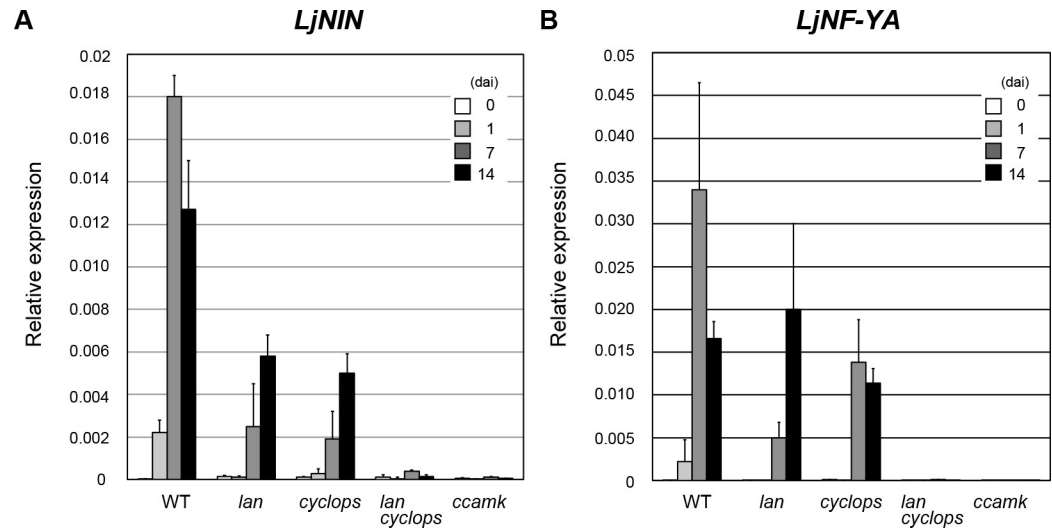 A
LjNIN
Relative expression
0.02
0.018
0.016
0.014
0.012
0.010
0.008
0.006
0.004
0.002
0
(dai)
0
1
7
14
WT
lan
cyclops
lan
cyclops
ccamk
B
LjNF-YA
Relative expression
0.05
0.045
0.040
0.035
0.030
0.025
0.020
0.015
0.010
0.005
0
(dai)
0
1
7
14
WT
lan
cyclops
lan
cyclops
ccamk